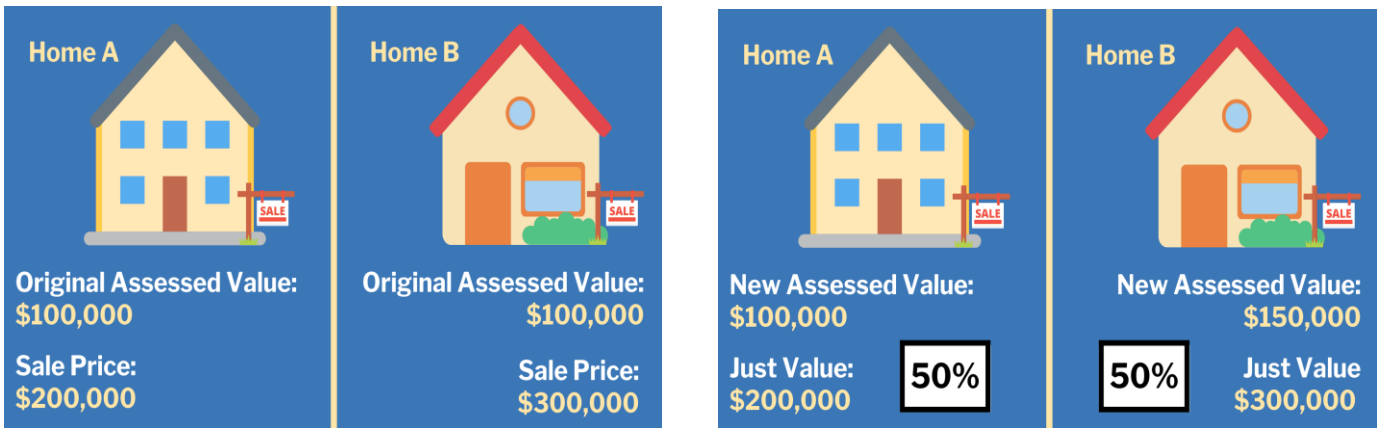 Home A
SALE
Original Assessed Value:
$100,000
Sale Price:
$200,000
Home B
SALE
Original Assessed Value:
$100,000
Sale Price:
$300,000
Home A
SALE
New Assessed Value:
$100,000
Just Value:
$200,000
50%
Home B
SALE
New Assessed Value:
$150,000
50%
Just Value
$300,000